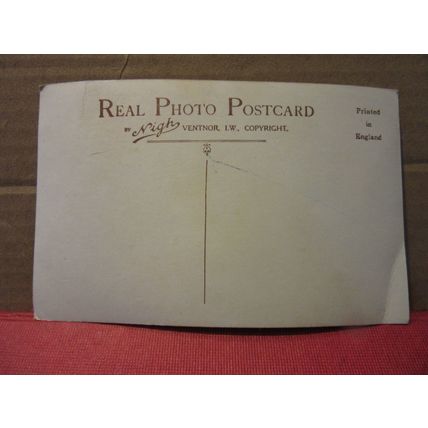 REAL PHOTO POSTCARD
BY Nigh VENTNOR, I.W., COPYRIGHT.
Printed
in
England